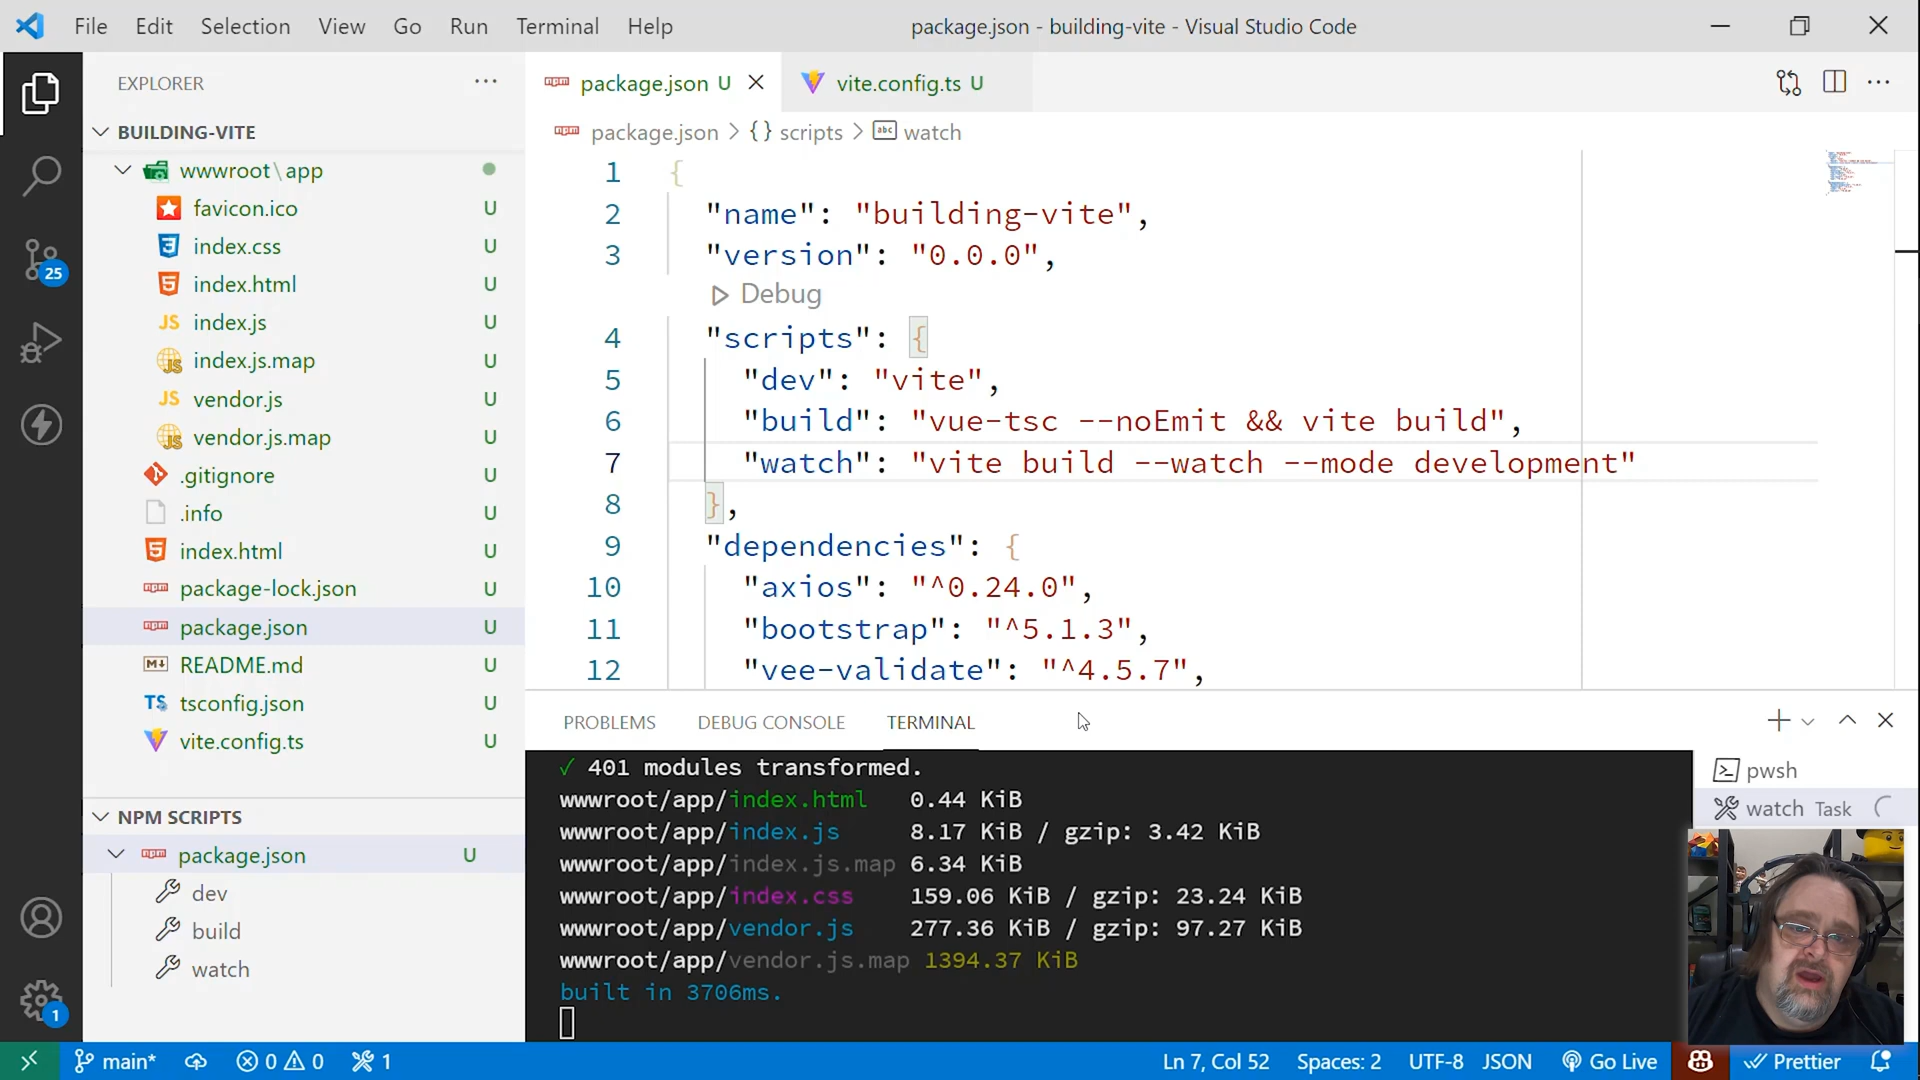 File Edit Selection View Go Run Terminal Help
package.json - building-vite - Visual Studio Code
EXPLORER
BUILDING-VITE
wwwroot\app
favicon.ico U
index.css U
index.html U
index.js U
index.js.map U
vendor.js U
vendor.js.map U
.gitignore U
.info U
index.html U
package-lock.json U
package.json U
README.md U
tsconfig.json U
vite.config.ts U
NPM SCRIPTS
package.json U
dev
build
watch
25
1
package.json U
vite.config.ts U
package.json > {} scripts > abc watch
1 {
2 "name": "building-vite",
3 "version": "0.0.0",
Debug
4 "scripts": {
5 "dev": "vite",
6 "build": "vue-tsc --noEmit && vite build",
7 "watch": "vite build --watch --mode development"
8 },
9 "dependencies": {
10 "axios": "^0.24.0",
11 "bootstrap": "^5.1.3",
12 "vee-validate": "^4.5.7",
PROBLEMS DEBUG CONSOLE TERMINAL
✓ 401 modules transformed.
wwwroot/app/index.html 0.44 KiB
wwwroot/app/index.js 8.17 KiB / gzip: 3.42 KiB
wwwroot/app/index.js.map 6.34 KiB
wwwroot/app/index.css 159.06 KiB / gzip: 23.24 KiB
wwwroot/app/vendor.js 277.36 KiB / gzip: 97.27 KiB
wwwroot/app/vendor.js.map 1394.37 KiB
built in 3706ms.
pwsh
watch Task
main* 0 0 1
Ln 7, Col 52 Spaces: 2 UTF-8 JSON Go Live Prettier